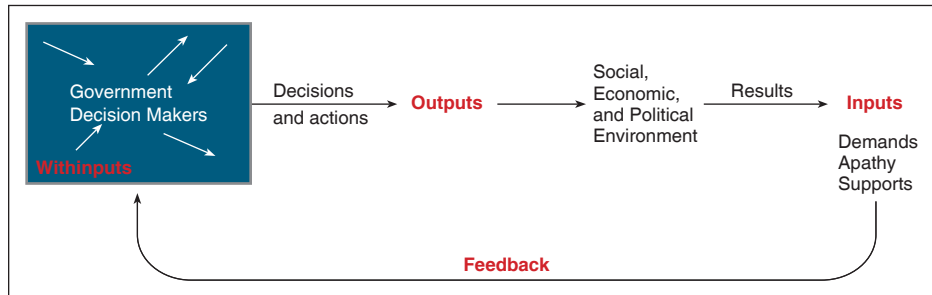 Government
Decision Makers
Withinputs
Decisions
and actions
Outputs
Social,
Economic,
and Political
Environment
Results
Inputs
Demands
Apathy
Supports
Feedback